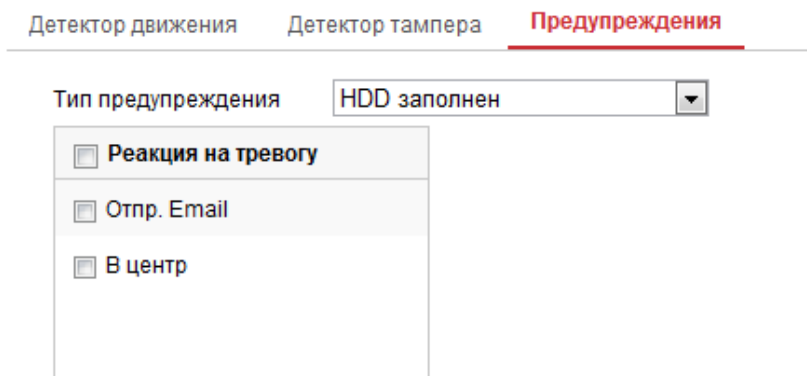 Детектор движения Детектор тампера Предупреждения
Тип предупреждения HDD заполнен
Реакция на тревогу
Отпр. Email
В центр